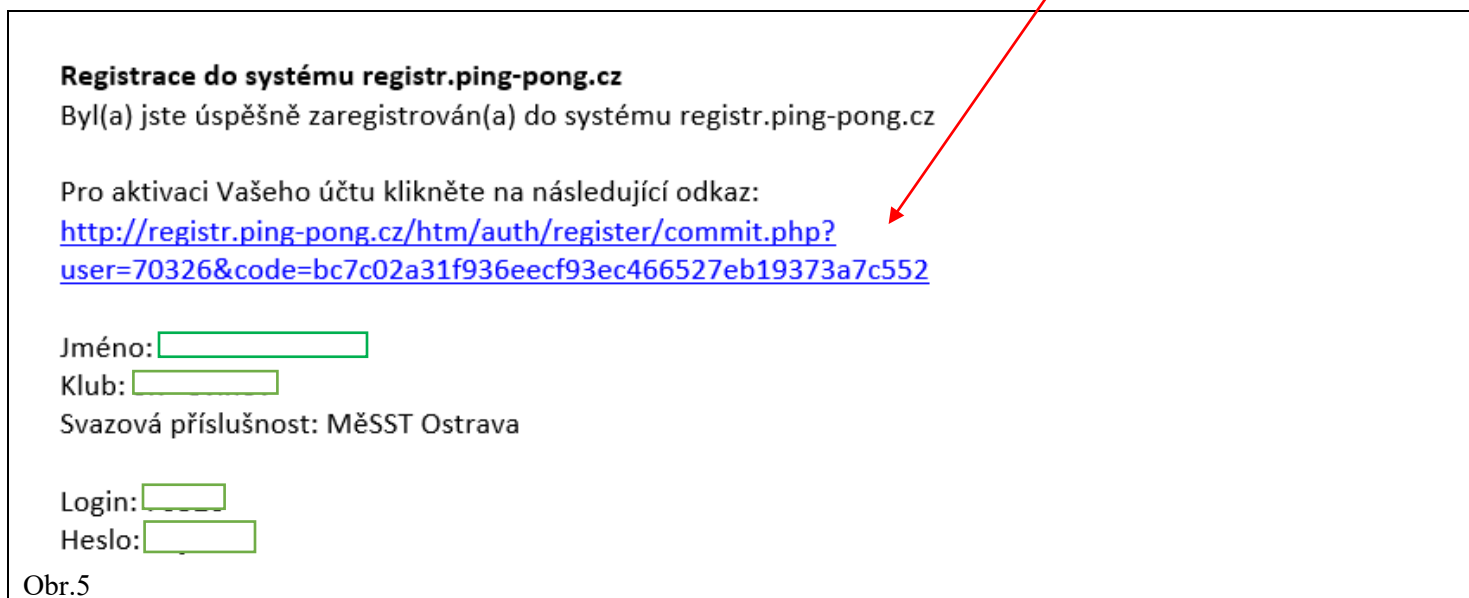 Registrace do systému registr.ping-pong.cz
Byl(a) jste úspěšně zaregistrován(a) do systému registr.ping-pong.cz
Pro aktivaci Vašeho účtu klikněte na následující odkaz:
http://registr.ping-pong.cz/htm/auth/register/commit.php?
user=70326&code=bc7c02a31f936eecf93ec466527eb19373a7c552
Jméno:
Klub:
Svazová příslušnost: MěSST Ostrava
Login:
Heslo:
Obr.5